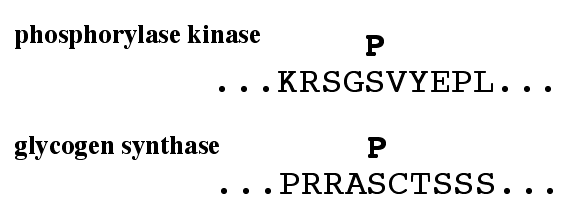 phosphorylase kinase
P
...KRSGSVYEPL...
glycogen synthase
P
...PRRASCTSSS...